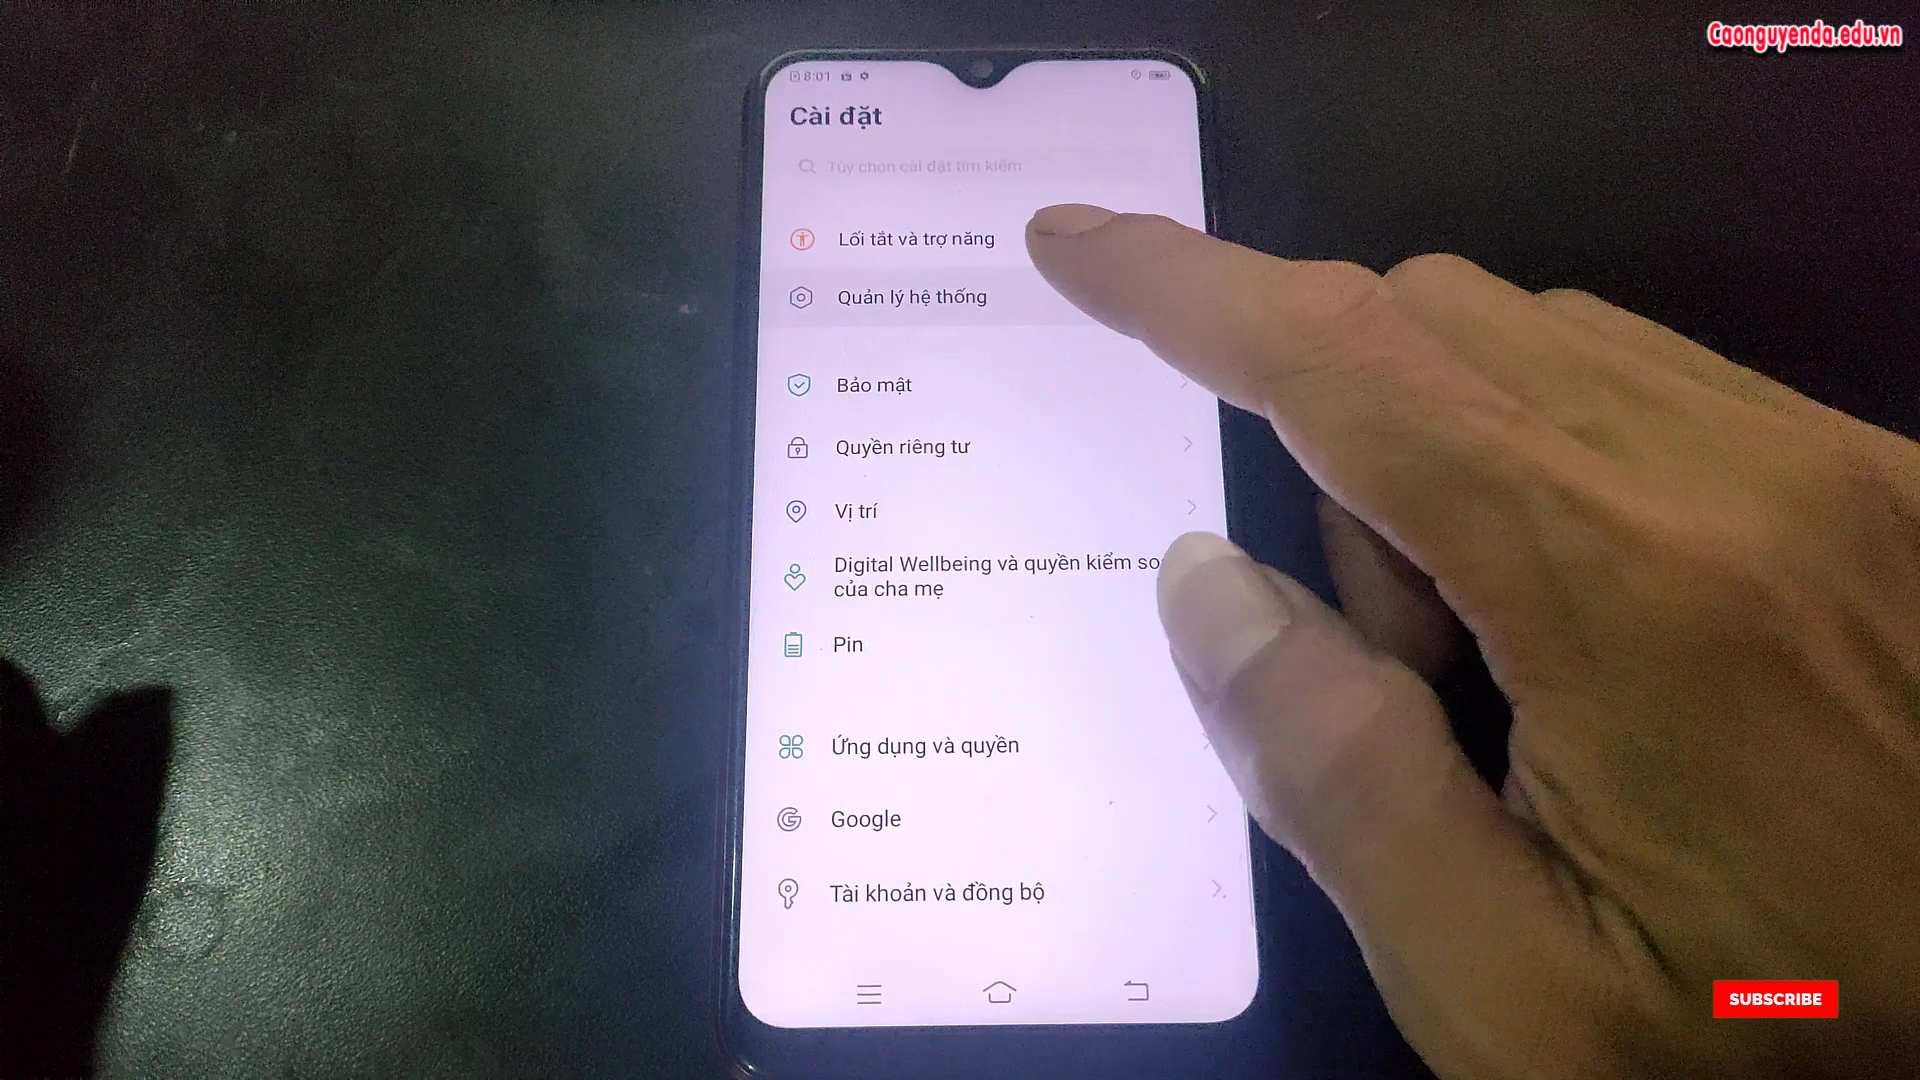 Caonguyenda.edu.vn
8:01
Cài đặt
Tùy chọn cài đặt tìm kiếm
Lối tắt và trợ năng
Quản lý hệ thống
Bảo mật
Quyền riêng tư
Vị trí
Digital Wellbeing và quyền kiểm so
của cha mẹ
Pin
Ứng dụng và quyền
Google
Tài khoản và đồng bộ
SUBSCRIBE